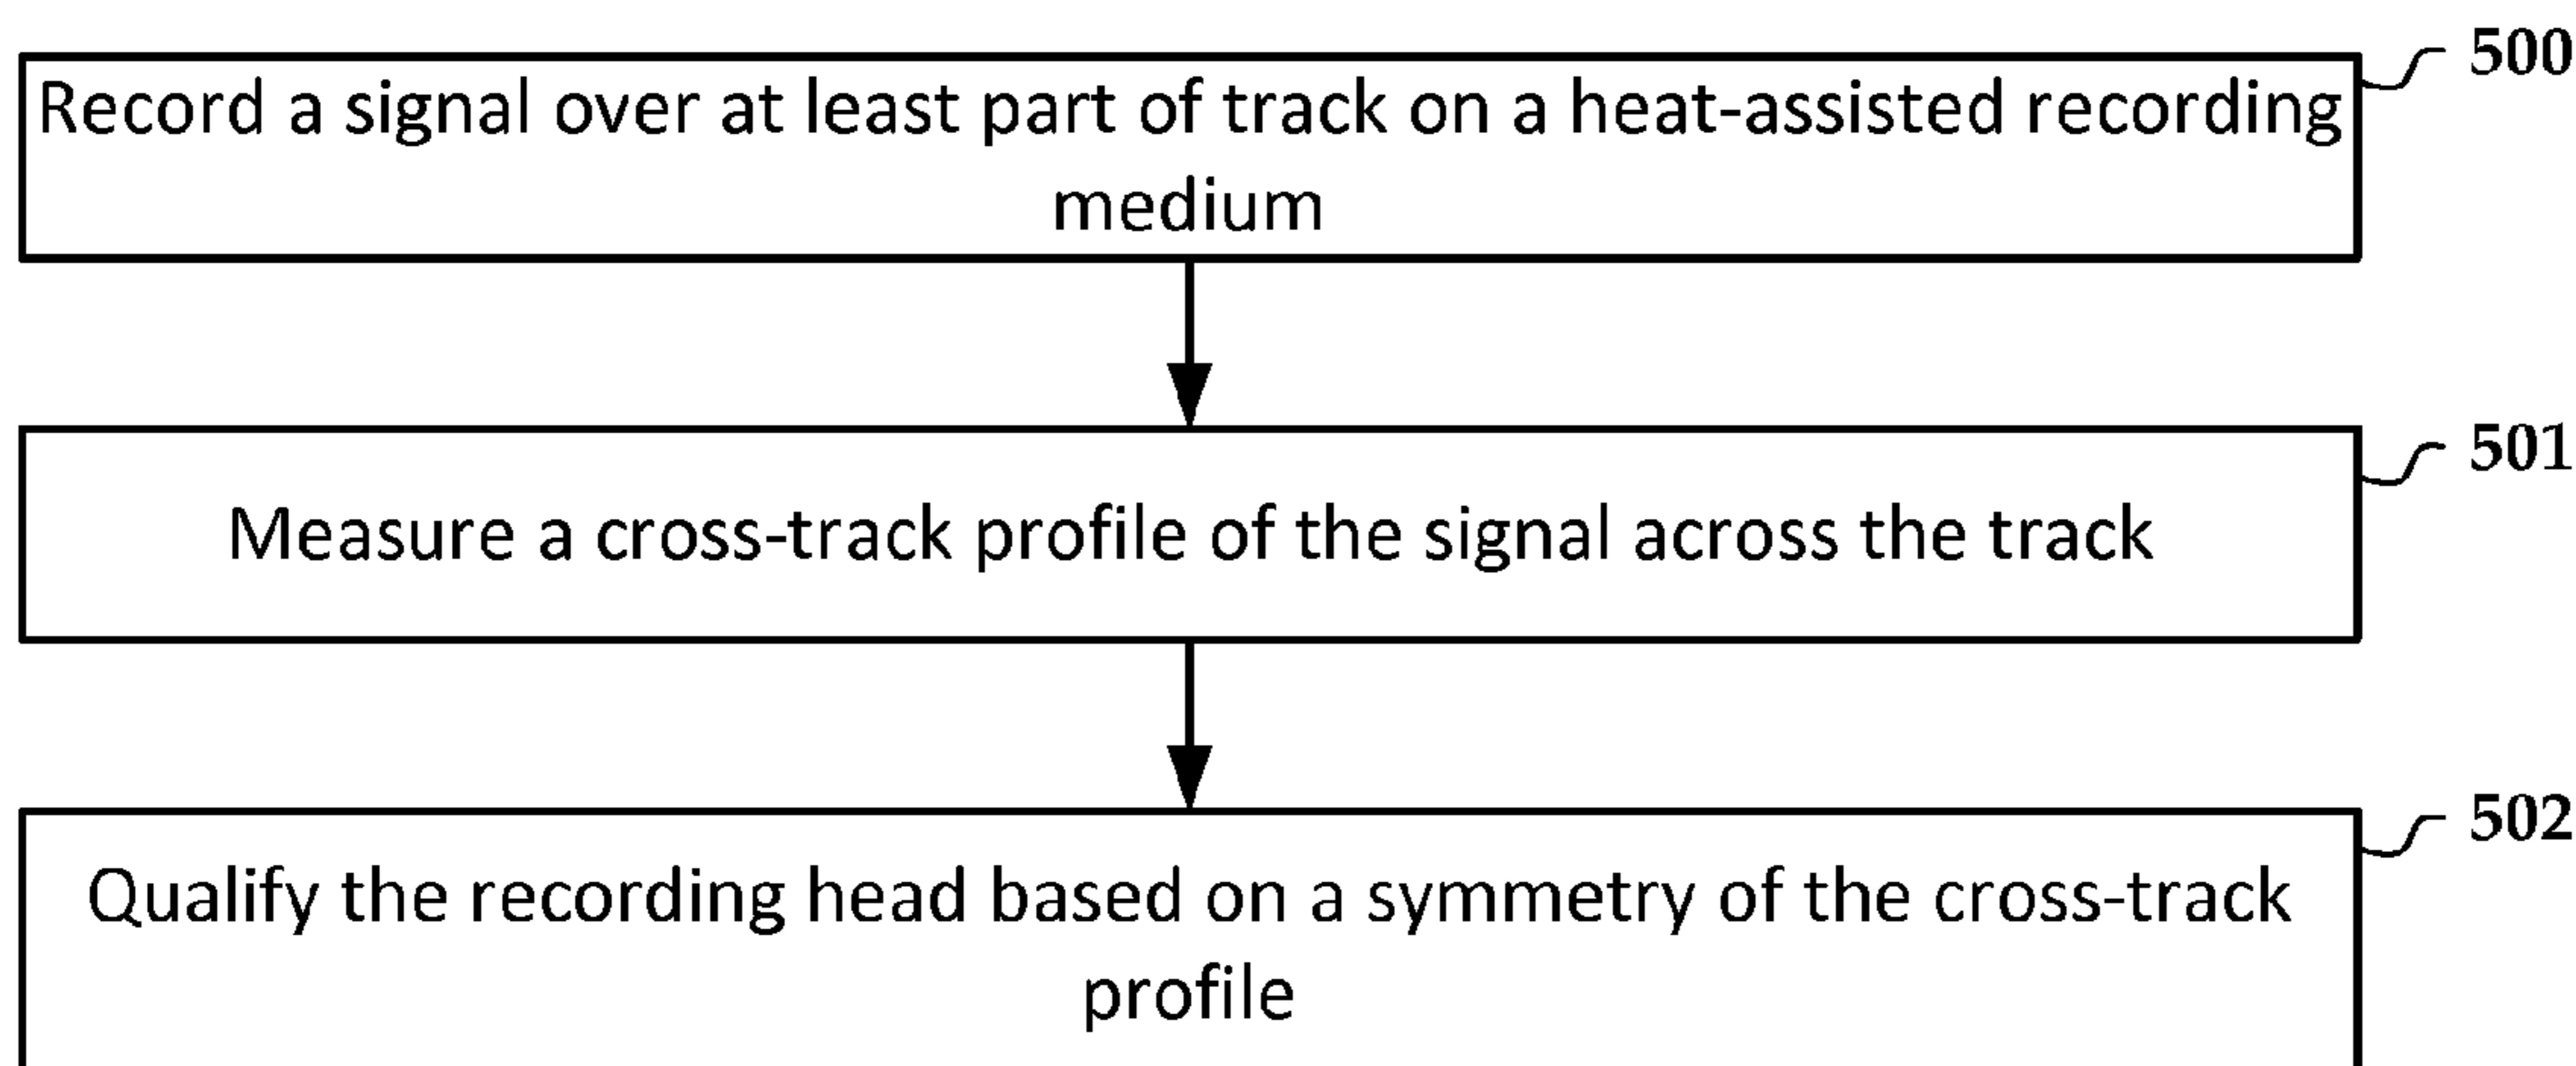 500
Record a signal over at least part of track on a heat-assisted recording
medium
501
Measure a cross-track profile of the signal across the track
502
Qualify the recording head based on a symmetry of the cross-track
profile